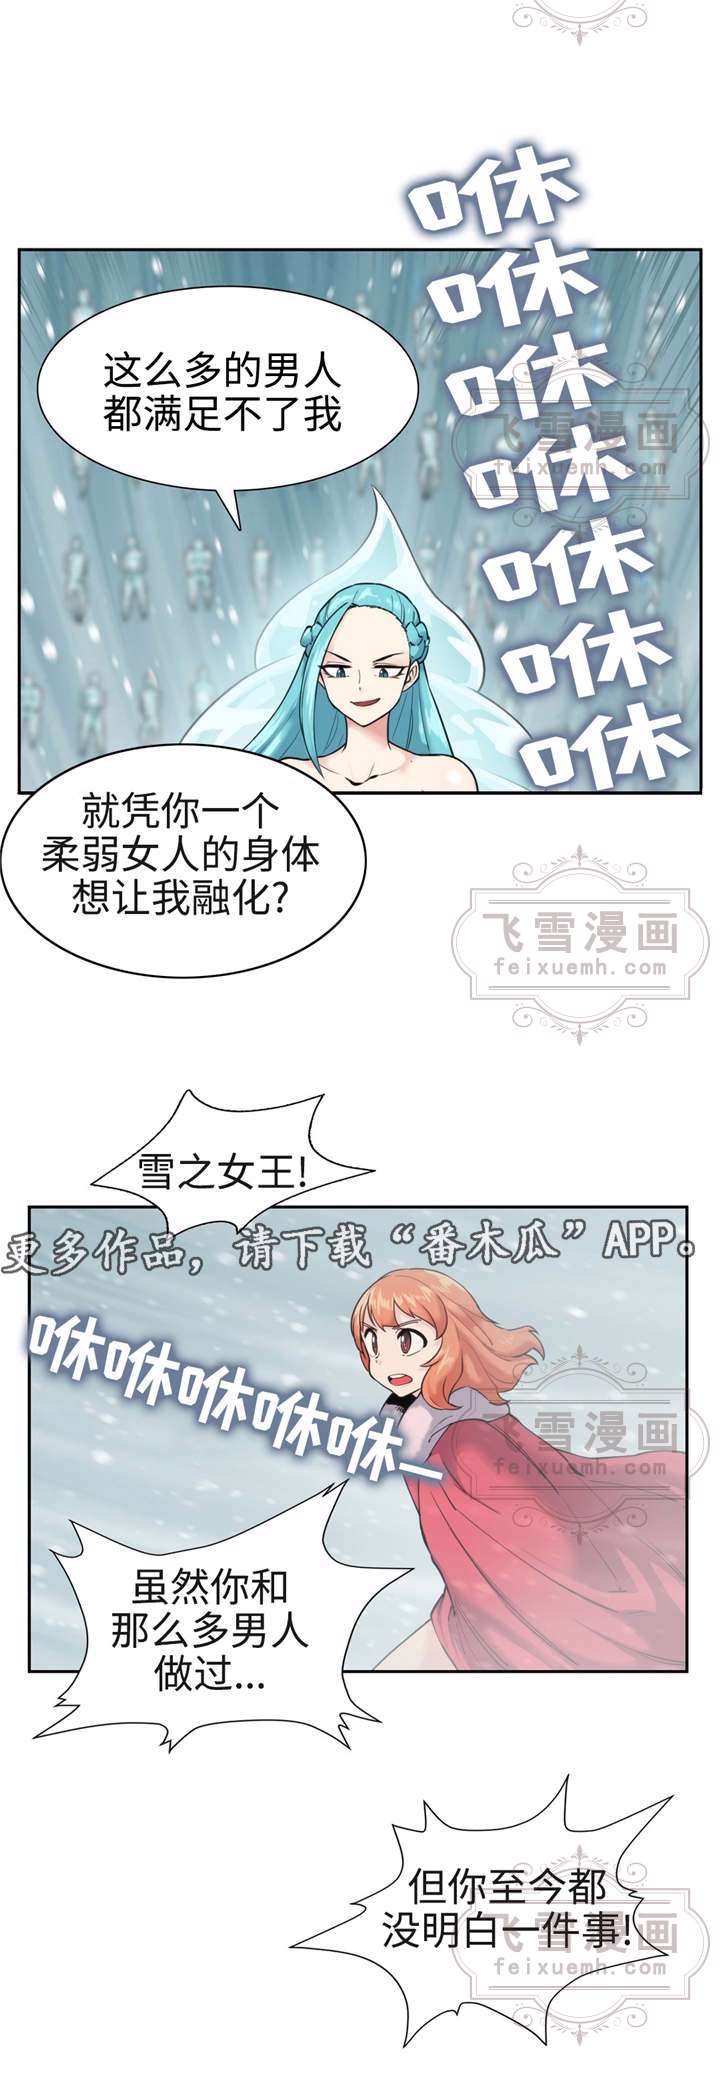 咻
咻
咻
咻
咻
咻
咻
这么多的男人
都满足不了我
飞雪漫画
feixuemh.com
就凭你一个
柔弱女人的身体
想让我融化?
飞雪漫画
feixuemh.com
雪之女王!
更多作品，请下载“番木瓜”APP。
咻咻咻咻咻
飞雪漫画
feixuemh.com
虽然你和
那么多男人
做过...
但你至今都
没明白一件事!
飞雪漫画
feixuemh.com